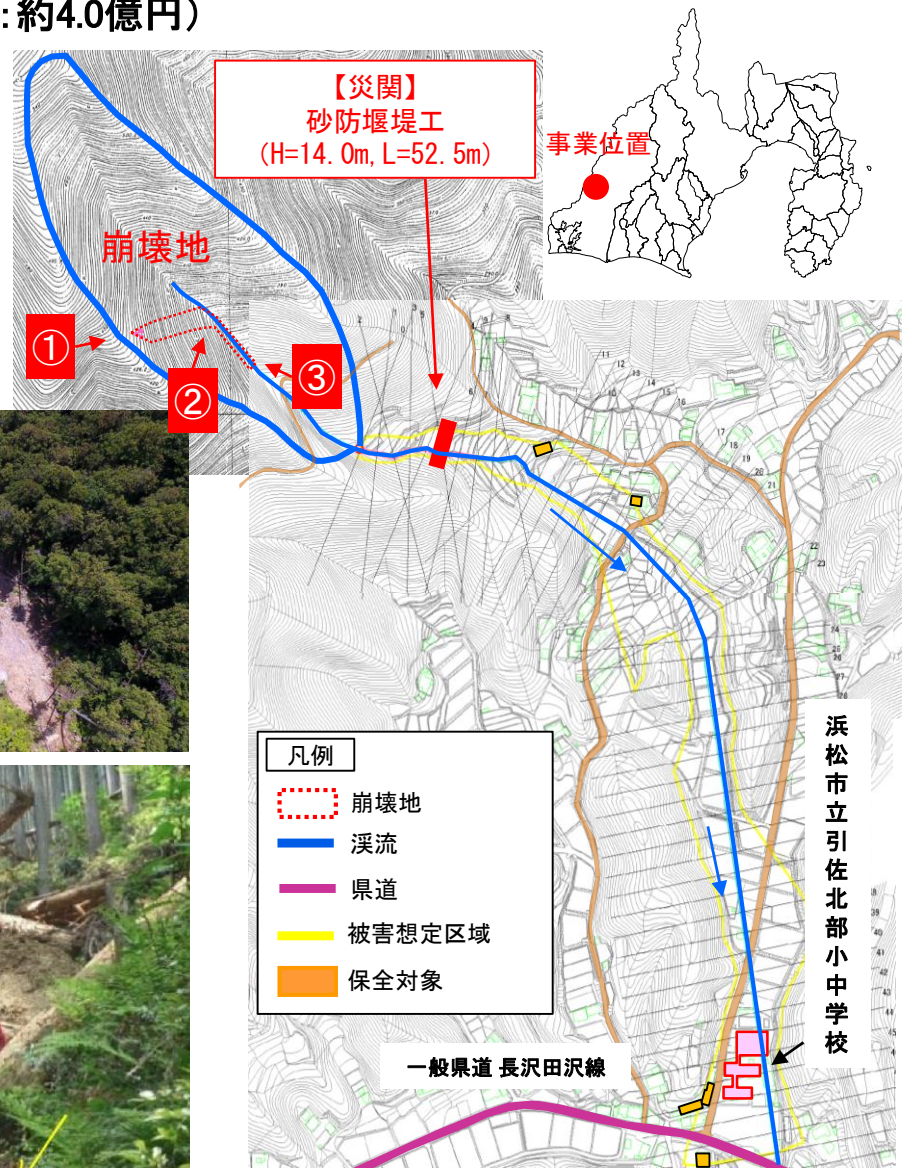 ：約4.0億円）
【災関】
砂防堰堤工
(H=14.0m, L=52.5m)
事業位置
崩壊地
①
②
③
凡例
崩壊地
渓流
県道
被害想定区域
保全対象
浜松市立引佐北部小中学校
一般県道 長沢田沢線